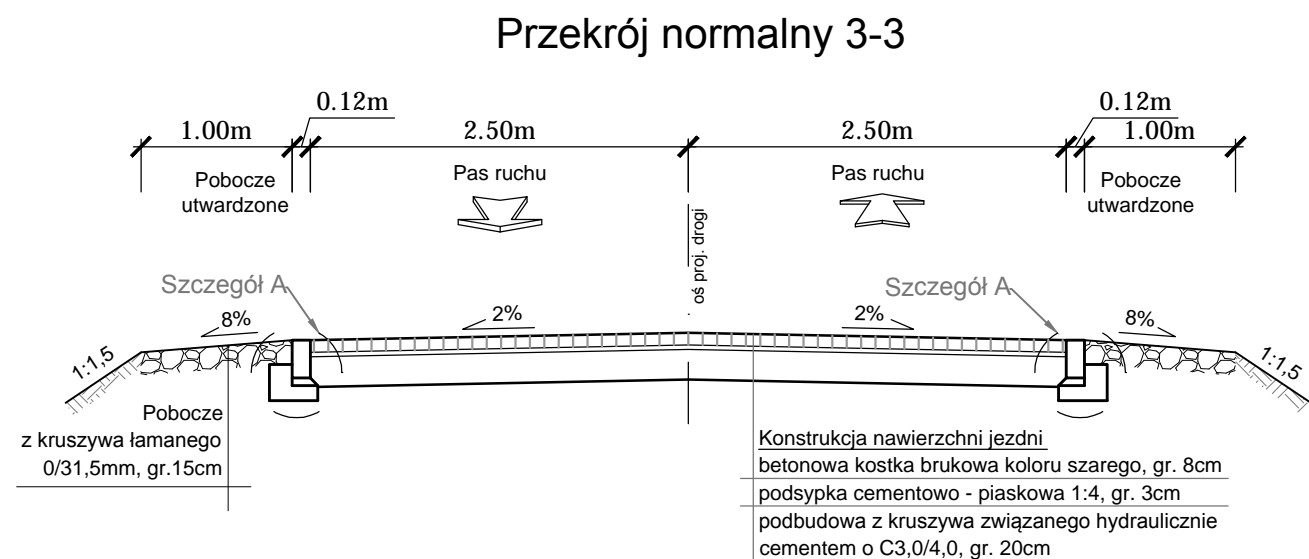 Przekrój normalny 3-3
0.12m
0.12m
1.00m
2.50m
2.50m
1.00m
Pobocze
utwardzone
Pas ruchu
Pas ruchu
Pobocze
utwardzone
oś proj. drogi
Szczegół A
Szczegół A
8%
2%
2%
8%
1:1,5
1:1,5
Pobocze
z kruszywa łamanego
0/31,5mm, gr.15cm
Konstrukcja nawierzchni jezdni
betonowa kostka brukowa koloru szarego, gr. 8cm
podsypka cementowo - piaskowa 1:4, gr. 3cm
podbudowa z kruszywa związanego hydraulicznie
cementem o C3,0/4,0, gr. 20cm